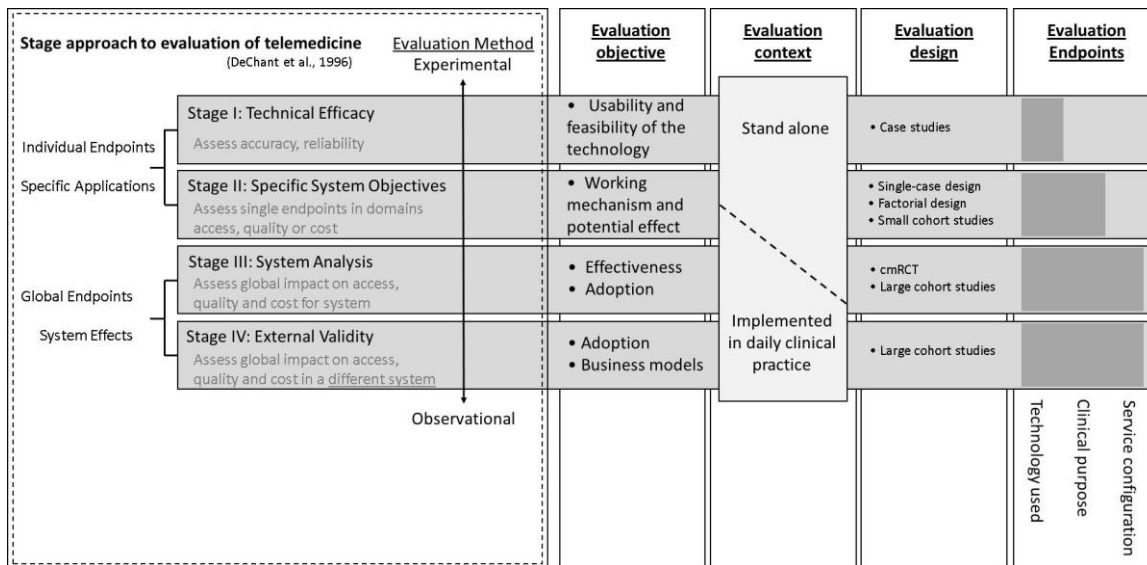 Stage approach to evaluation of telemedicine
(DeChant et al., 1996)
Evaluation Method
Experimental
Evaluation
objective
Evaluation
context
Evaluation
design
Evaluation
Endpoints
Individual Endpoints
Specific Applications
Stage I: Technical Efficacy
Assess accuracy, reliability
• Usability and
feasibility of the
technology
Stand alone
• Case studies
Stage II: Specific System Objectives
Assess single endpoints in domains
access, quality or cost
• Working
mechanism and
potential effect
• Single-case design
• Factorial design
• Small cohort studies
Global Endpoints
System Effects
Stage III: System Analysis
Assess global impact on access,
quality and cost for system
• Effectiveness
• Adoption
• cmRCT
• Large cohort studies
Stage IV: External Validity
Assess global impact on access,
quality and cost in a different system
• Adoption
• Business models
Implemented
in daily clinical
practice
• Large cohort studies
Observational
Technology used
Clinical purpose
Service configuration